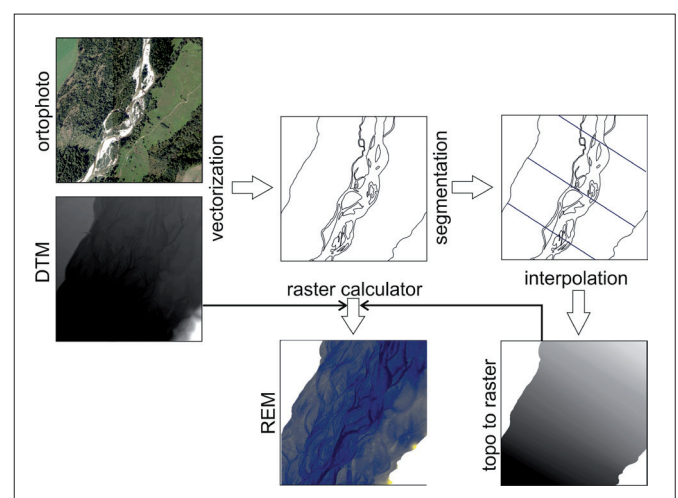 ortophoto
vectorization
segmentation
DTM
raster calculator
interpolation
REM
topo to raster